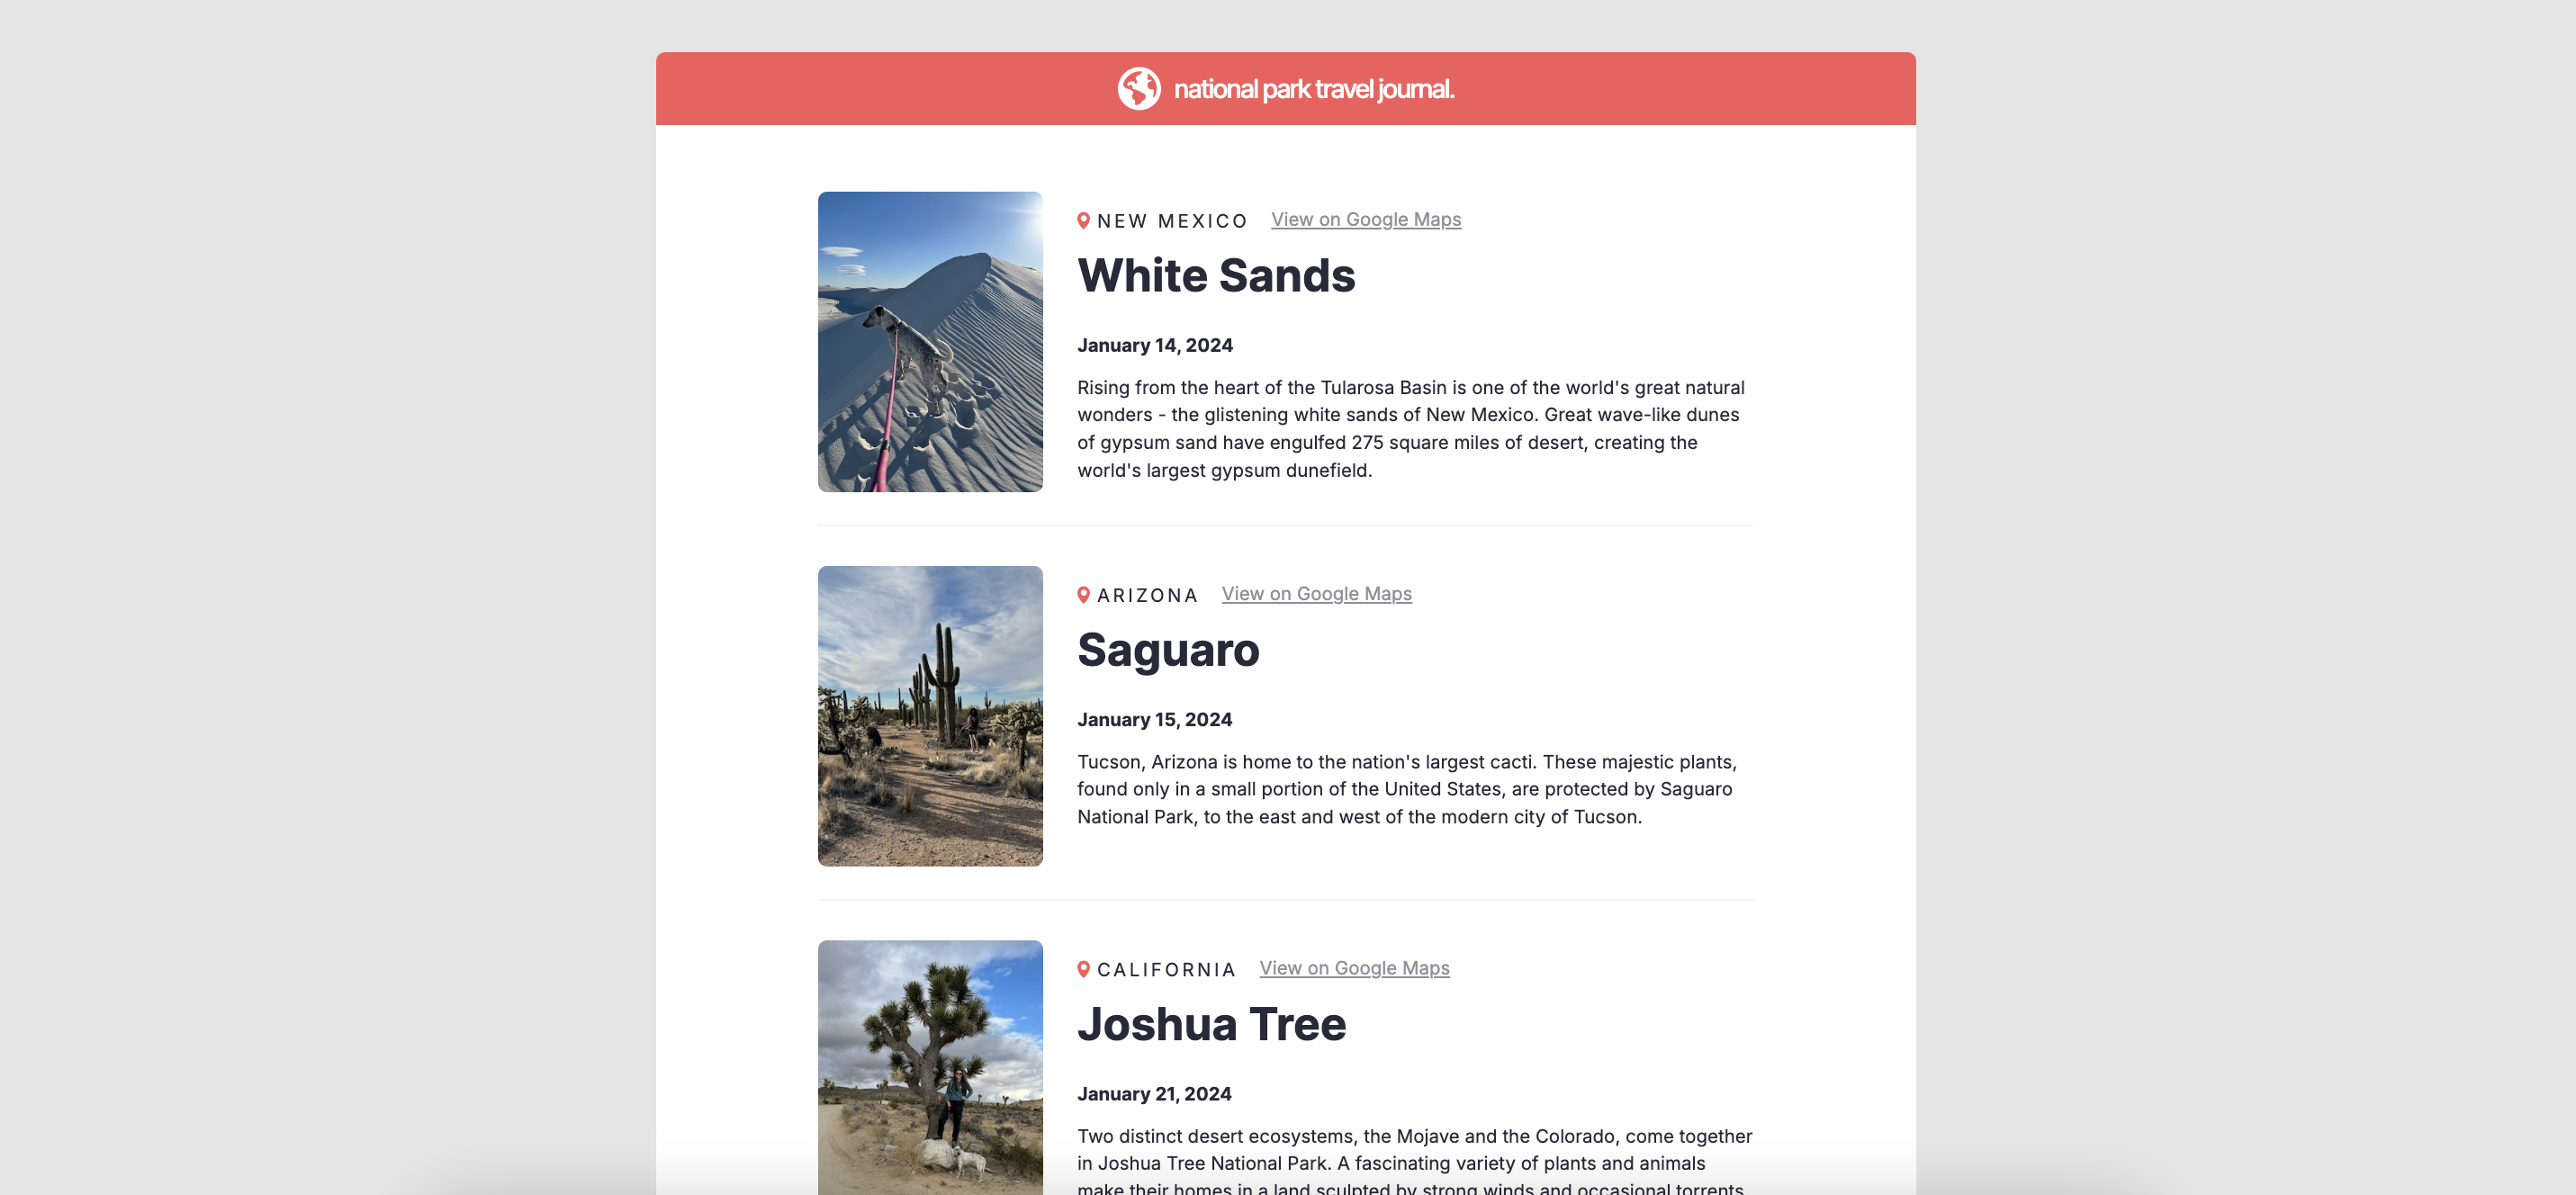 national park travel journal.
NEW MEXICO View on Google Maps
White Sands
January 14, 2024
Rising from the heart of the Tularosa Basin is one of the world's great natural
wonders - the glistening white sands of New Mexico. Great wave-like dunes
of gypsum sand have engulfed 275 square miles of desert, creating the
world's largest gypsum dunefield.
ARIZONA View on Google Maps
Saguaro
January 15, 2024
Tucson, Arizona is home to the nation's largest cacti. These majestic plants,
found only in a small portion of the United States, are protected by Saguaro
National Park, to the east and west of the modern city of Tucson.
CALIFORNIA View on Google Maps
Joshua Tree
January 21, 2024
Two distinct desert ecosystems, the Mojave and the Colorado, come together
in Joshua Tree National Park. A fascinating variety of plants and animals
make their homes in a land sculpted by strong winds and occasional torrents